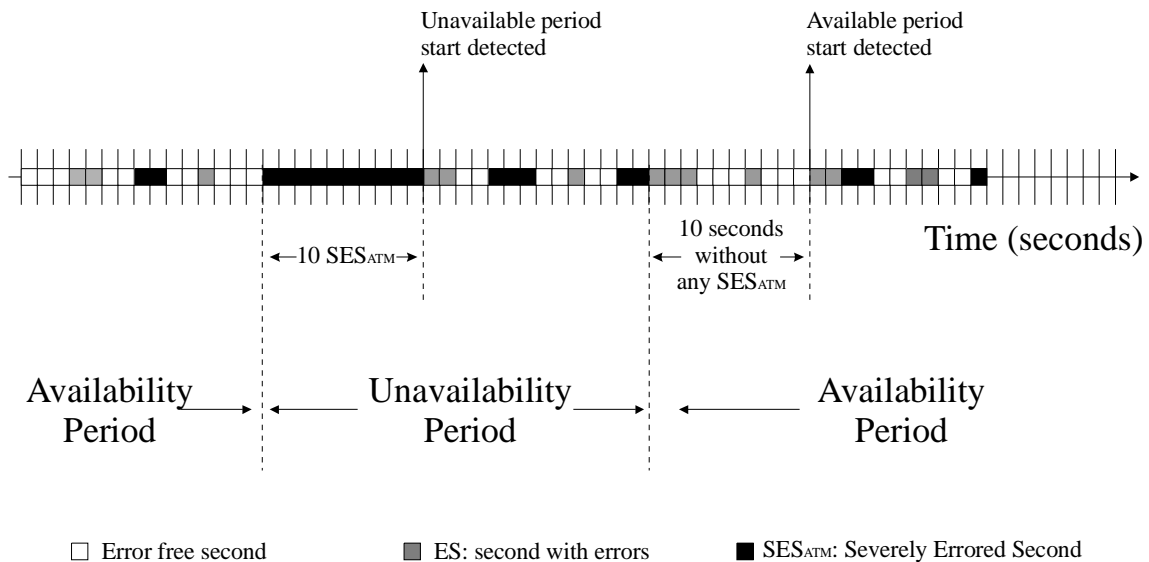 Unavailable period
start detected
Available period
start detected
10 SESATM
10 seconds
without
any SESATM
Time (seconds)
Availability
Period
Unavailability
Period
Availability
Period
Error free second
ES: second with errors
SESATM: Severely Errored Second